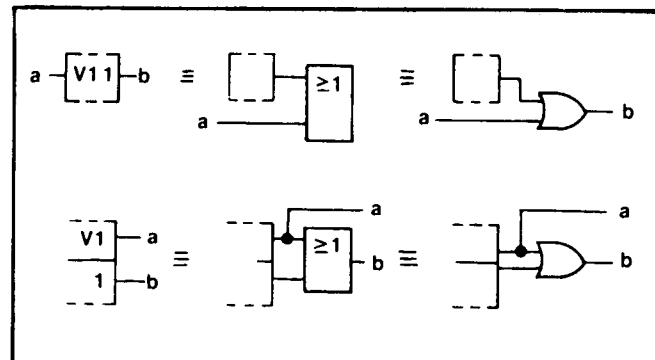 a V1 1 b ≡ ≥1 ≡ b
a a
V1 a ≡ a ≡ a
≥1
1 b b b